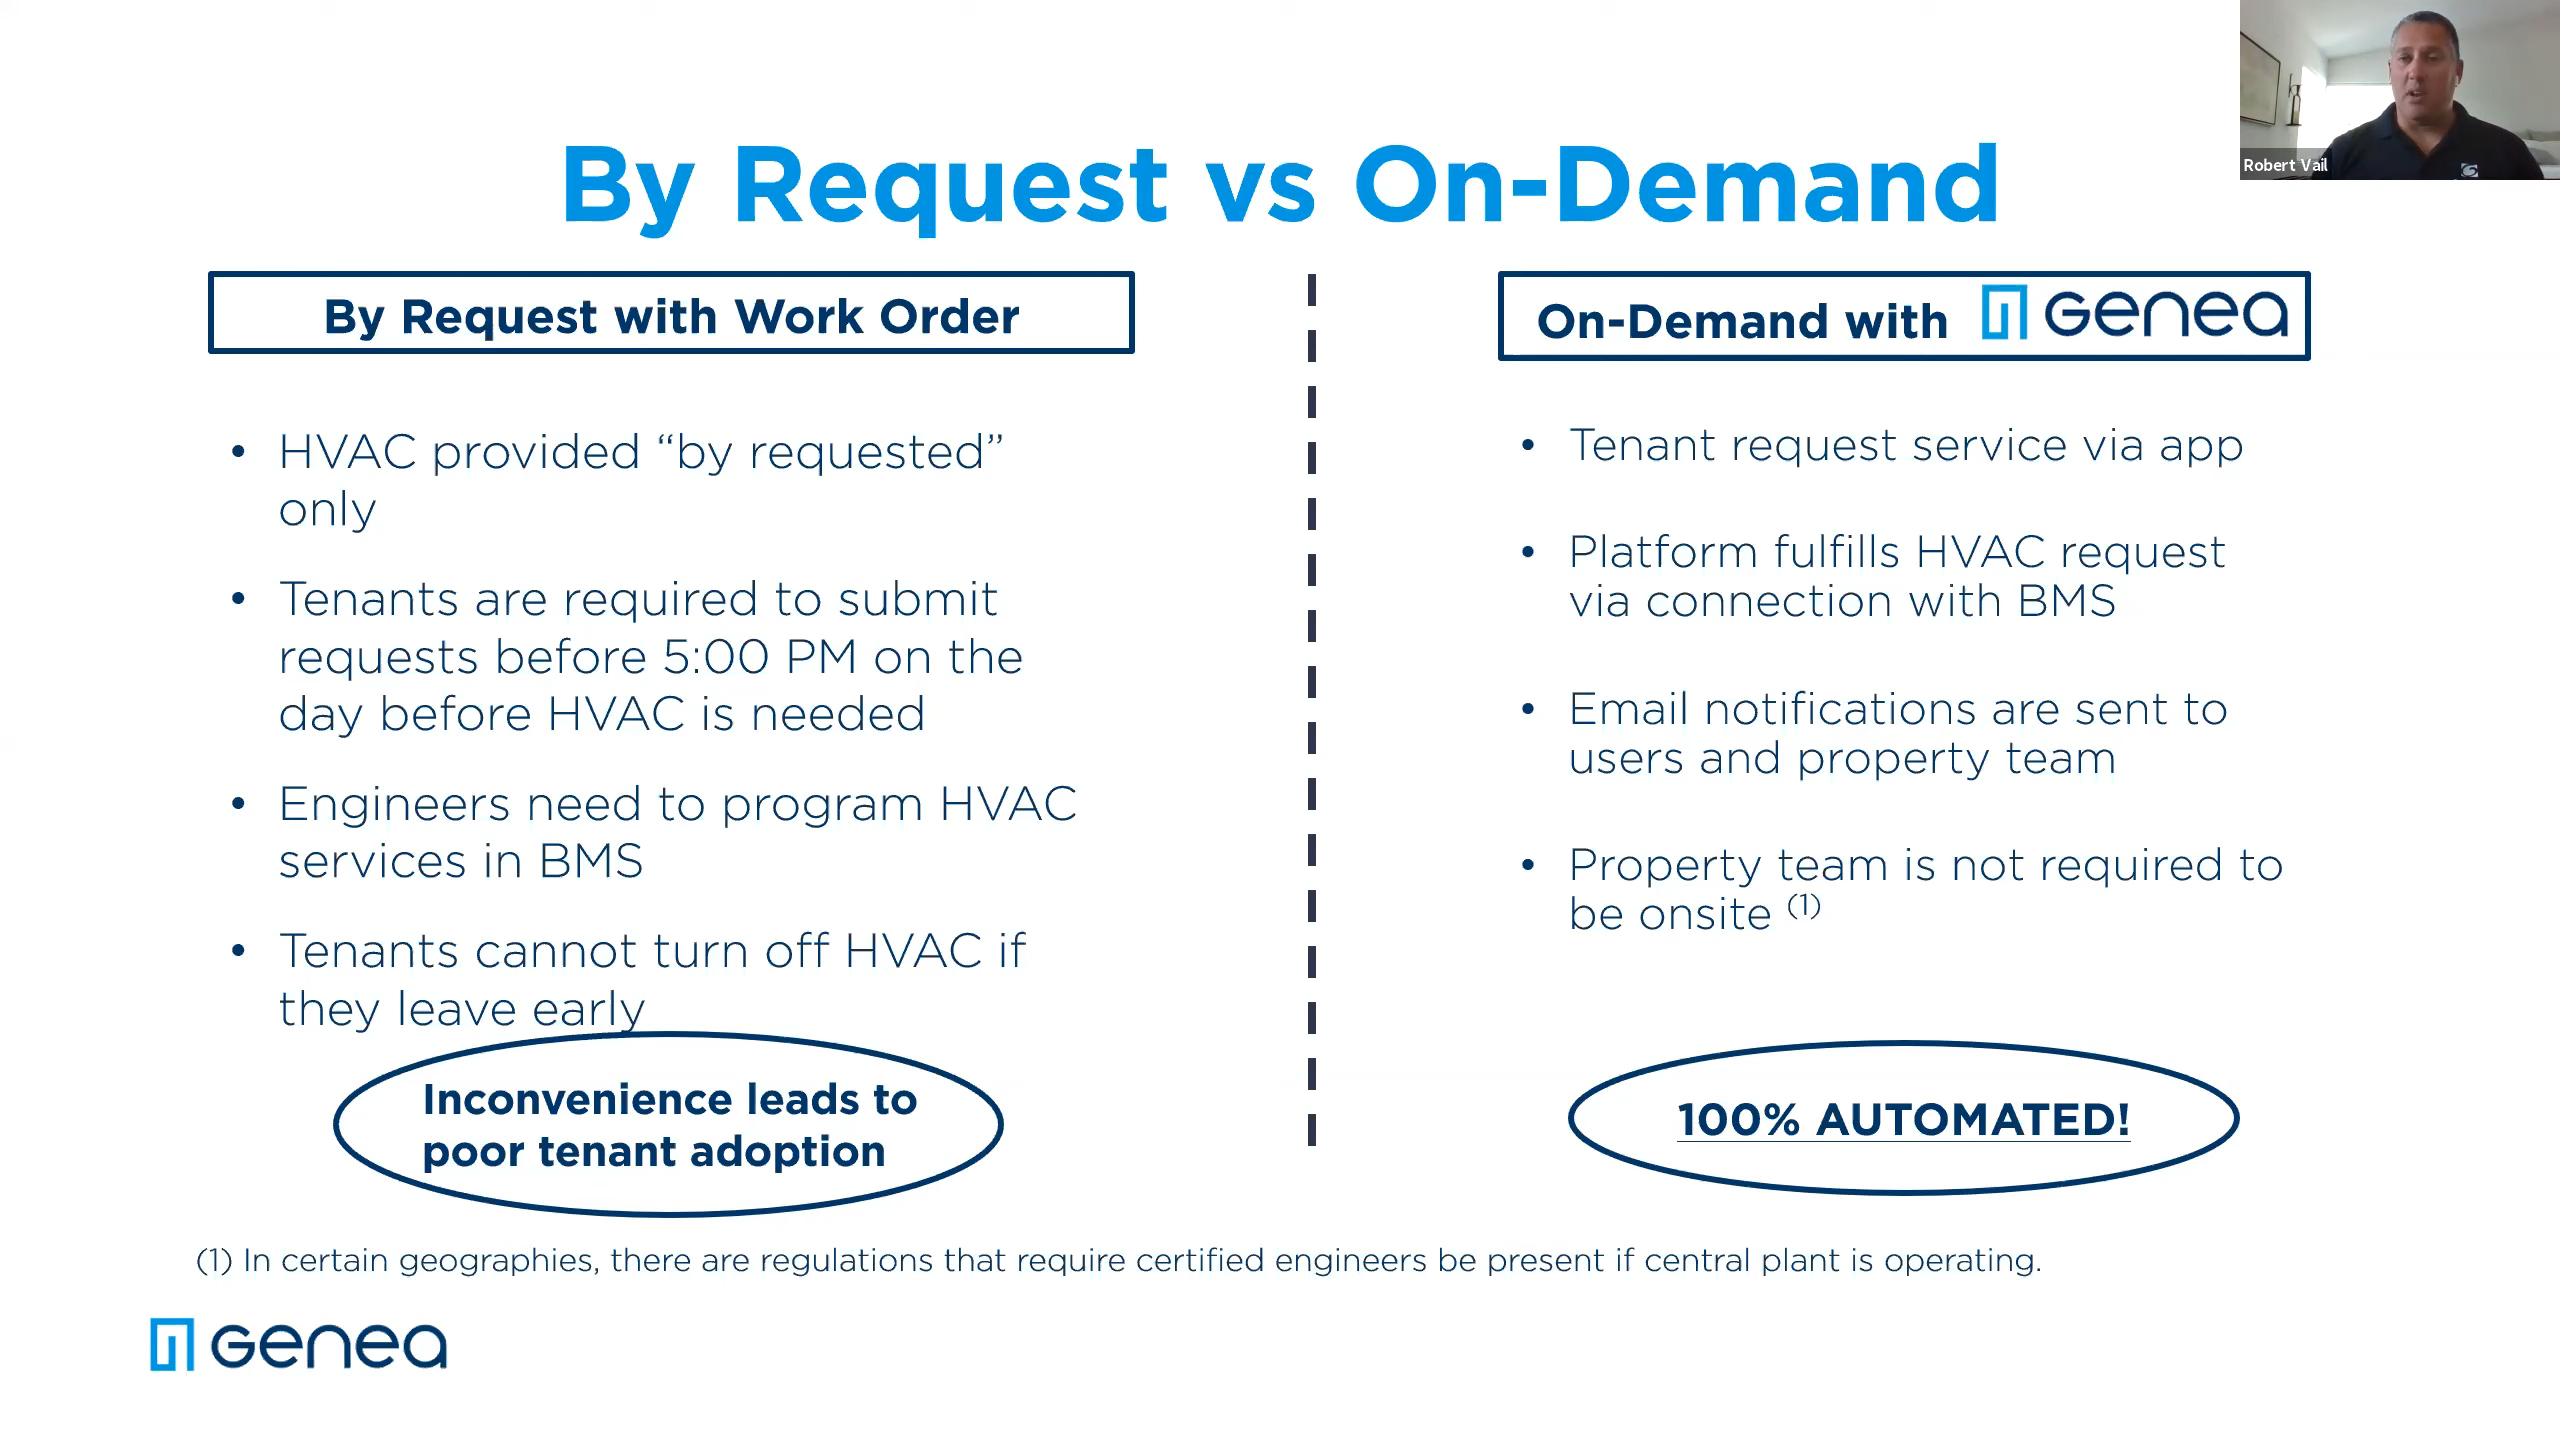 Robert Vail
By Request vs On-Demand
By Request with Work Order
• HVAC provided “by requested”
only
• Tenants are required to submit
requests before 5:00 PM on the
day before HVAC is needed
• Engineers need to program HVAC
services in BMS
• Tenants cannot turn off HVAC if
they leave early
Inconvenience leads to
poor tenant adoption
On-Demand with Genea
• Tenant request service via app
• Platform fulfills HVAC request
via connection with BMS
• Email notifications are sent to
users and property team
• Property team is not required to
be onsite (1)
100% AUTOMATED!
(1) In certain geographies, there are regulations that require certified engineers be present if central plant is operating.
Genea